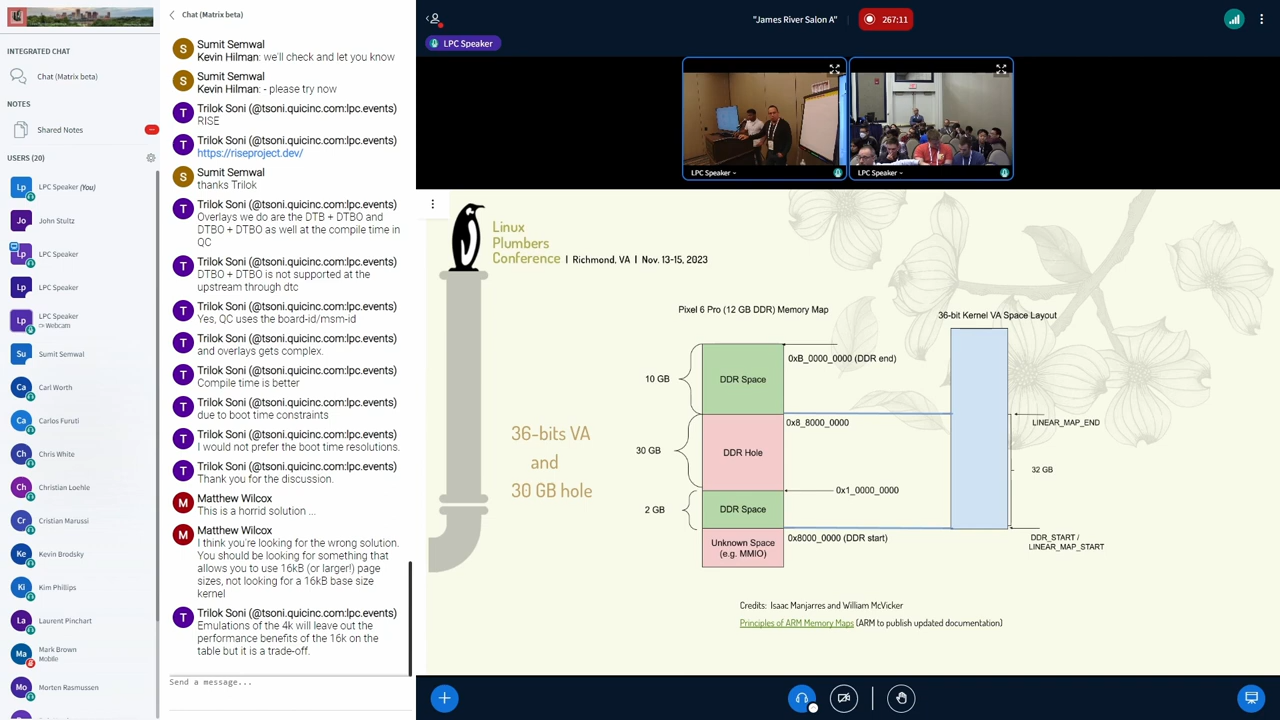 INTEGRATED CHAT
Chat (Matrix beta)
NOTES
Shared Notes
USERS (20)
Lp
LPC Speaker (You)
Jo
John Stultz
Lp
LPC Speaker
Lp
LPC Speaker
Lp
LPC Speaker
Webcam
Su
Sumit Semwal
Ca
Carl Worth
Ca
Carlos Furuti
Ch
Chris White
Ch
Christian Loehle
Cr
Cristian Marussi
Ke
Kevin Brodsky
Ki
Kim Phillips
La
Laurent Pinchart
Ma
Mark Brown
Mobile
Mo
Morten Rasmussen
Chat (Matrix beta)
S
Sumit Semwal
Kevin Hilman: we'll check and let you know
S
Sumit Semwal
Kevin Hilman: - please try now
T
Trilok Soni (@tsoni.quicinc.com:lpc.events)
RISE
T
Trilok Soni (@tsoni.quicinc.com:lpc.events)
https://riseproject.dev/
S
Sumit Semwal
thanks Trilok
T
Trilok Soni (@tsoni.quicinc.com:lpc.events)
Overlays we do are the DTB + DTBO and
DTBO + DTBO as well at the compile time in
QC
T
Trilok Soni (@tsoni.quicinc.com:lpc.events)
DTBO + DTBO is not supported at the
upstream through dtc
T
Trilok Soni (@tsoni.quicinc.com:lpc.events)
Yes, QC uses the board-id/msm-id
T
Trilok Soni (@tsoni.quicinc.com:lpc.events)
and overlays gets complex.
T
Trilok Soni (@tsoni.quicinc.com:lpc.events)
Compile time is better
T
Trilok Soni (@tsoni.quicinc.com:lpc.events)
due to boot time constraints
T
Trilok Soni (@tsoni.quicinc.com:lpc.events)
I would not prefer the boot time resolutions.
T
Trilok Soni (@tsoni.quicinc.com:lpc.events)
Thank you for the discussion.
M
Matthew Wilcox
This is a horrid solution ...
M
Matthew Wilcox
I think you're looking for the wrong solution.
You should be looking for something that
allows you to use 16kB (or larger!) page
sizes, not looking for a 16kB base size
kernel
T
Trilok Soni (@tsoni.quicinc.com:lpc.events)
Emulations of the 4k will leave out the
performance benefits of the 16k on the
table but it is a trade-off.
Send a message...
"James River Salon A"
267:11
LPC Speaker
LPC Speaker
LPC Speaker
Linux
Plumbers
Conference | Richmond, VA | Nov. 13-15, 2023
36-bits VA
and
30 GB hole
Pixel 6 Pro (12 GB DDR) Memory Map
36-bit Kernel VA Space Layout
0xB_0000_0000 (DDR end)
10 GB
DDR Space
0x8_8000_0000
LINEAR_MAP_END
30 GB
DDR Hole
32 GB
0x1_0000_0000
2 GB
DDR Space
0x8000_0000 (DDR start)
DDR_START /
LINEAR_MAP_START
Unknown Space
(e.g. MMIO)
Credits: Isaac Manjarres and William McVicker
Principles of ARM Memory Maps (ARM to publish updated documentation)